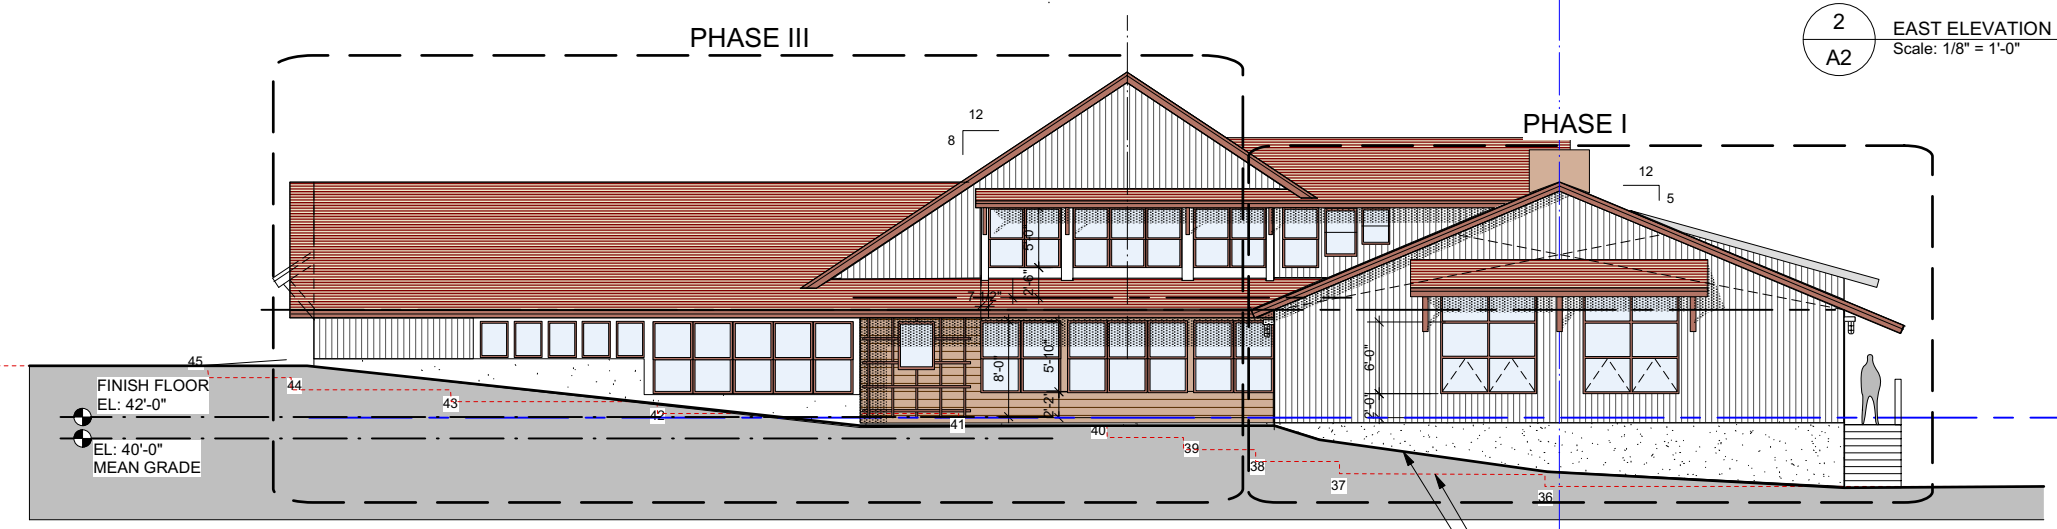 PHASE III
2
A2
EAST ELEVATION
Scale: 1/8" = 1'-0"
12
8
PHASE I
12
5
5'-0"
2'-6"
7 1/2"
8'-0"
5'-10"
2'-2"
6'-0"
2'-0"
45
44
43
42
41
40
39
38
37
36
FINISH FLOOR
EL: 42'-0"
EL: 40'-0"
MEAN GRADE